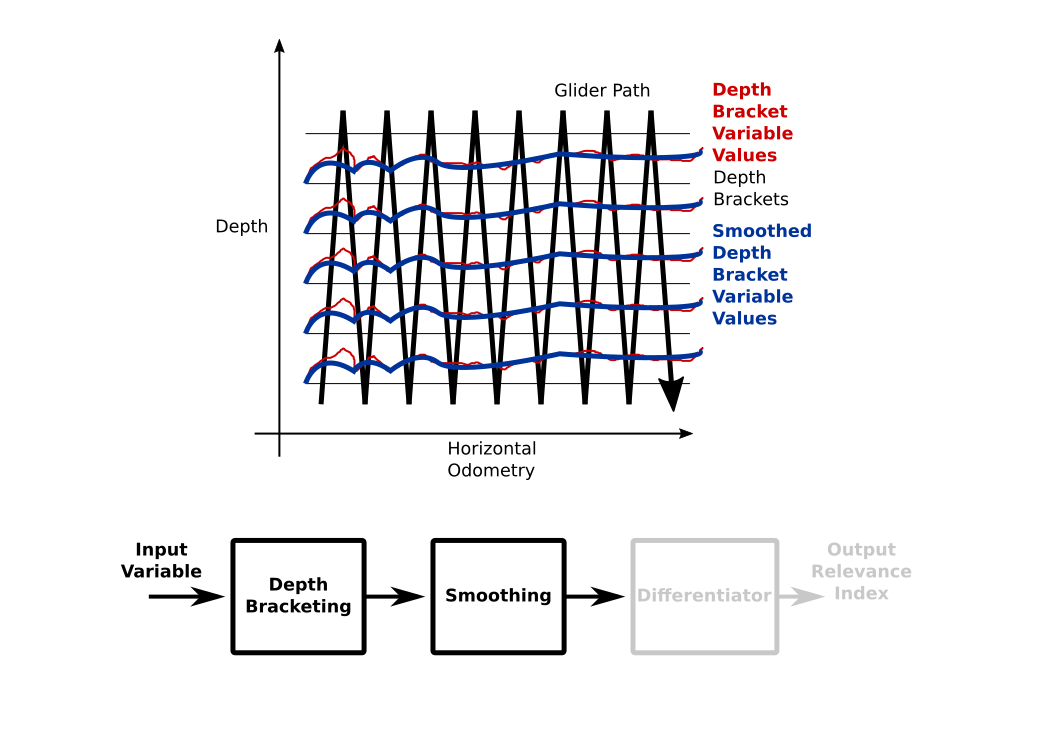 Glider Path
Depth
Bracket
Variable
Values
Depth
Brackets
Smoothed
Depth
Bracket
Variable
Values
Depth
Horizontal
Odometry
Input
Variable
Depth
Bracketing
Smoothing
Differentiator
Output
Relevance
Index